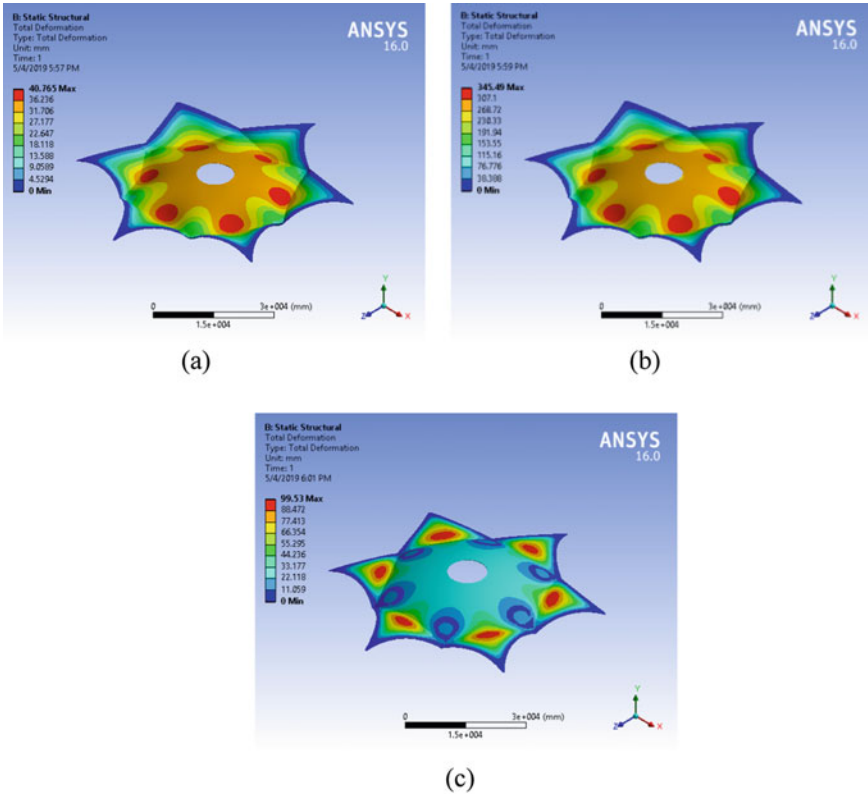 B: Static Structural
Total Deformation
Type: Total Deformation
Unit: mm
Time: 1
5/4/2019 5:57 PM
ANSYS
16.0
40.765 Max
36.236
31.706
27.177
22.647
18.118
13.588
9.0589
4.5294
0 Min
0
3e+004 (mm)
1.5e+004
Y
Z
X
(a)
B: Static Structural
Total Deformation
Type: Total Deformation
Unit: mm
Time: 1
5/4/2019 5:59 PM
ANSYS
16.0
345.49 Max
307.1
268.72
230.33
191.94
153.55
115.16
76.776
38.388
0 Min
0
3e+004 (mm)
1.5e+004
Y
Z
X
(b)
B: Static Structural
Total Deformation
Type: Total Deformation
Unit: mm
Time: 1
5/4/2019 6:01 PM
ANSYS
16.0
99.53 Max
88.472
77.413
66.354
55.295
44.236
33.177
22.118
11.059
0 Min
0
3e+004 (mm)
1.5e+004
Y
Z
X
(c)